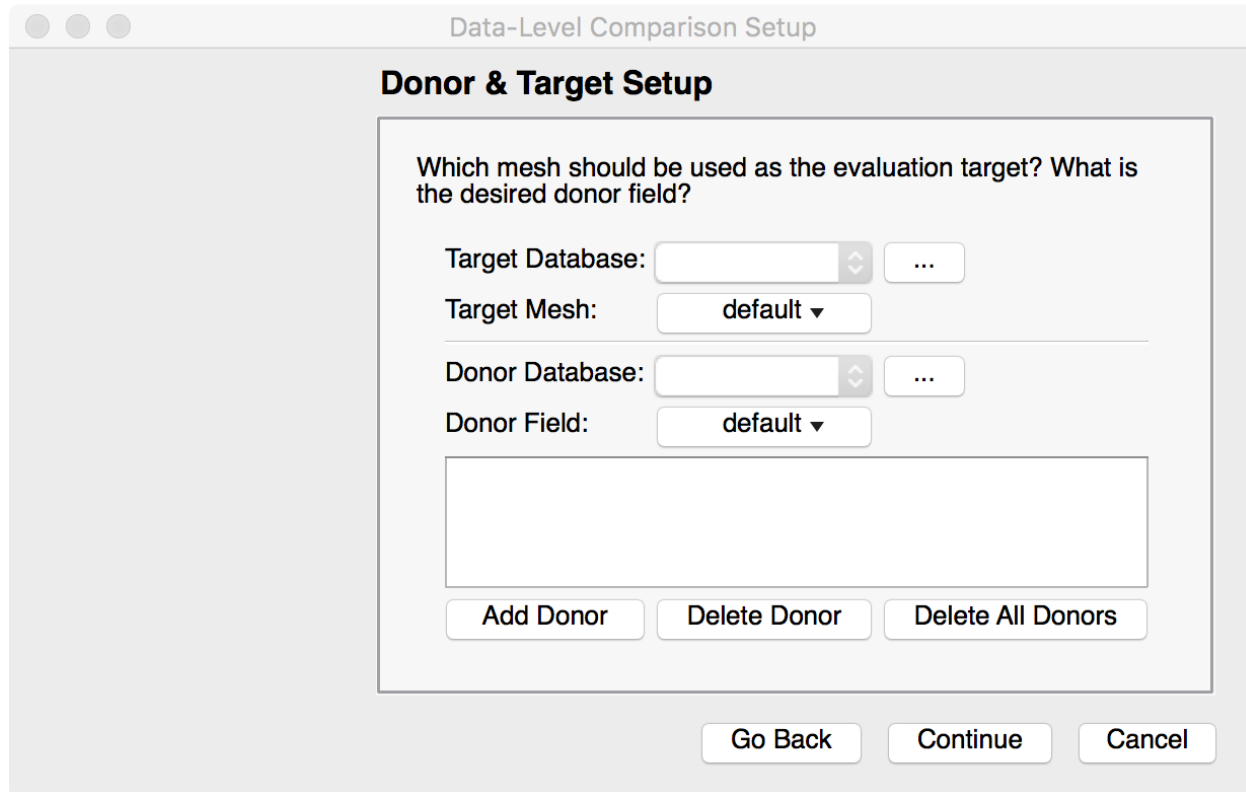 Data-Level Comparison Setup
Donor & Target Setup
Which mesh should be used as the evaluation target? What is
the desired donor field?
Target Database: ...
Target Mesh: default
Donor Database: ...
Donor Field: default
Add Donor Delete Donor Delete All Donors
Go Back Continue Cancel